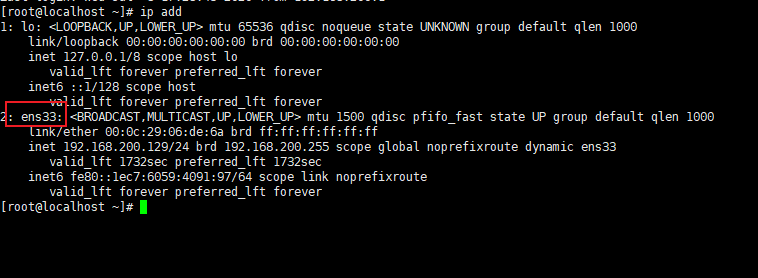 [root@localhost ~]# ip add
1: lo: <LOOPBACK,UP,LOWER_UP> mtu 65536 qdisc noqueue state UNKNOWN group default qlen 1000
    link/loopback 00:00:00:00:00:00 brd 00:00:00:00:00:00
    inet 127.0.0.1/8 scope host lo
       valid_lft forever preferred_lft forever
    inet6 ::1/128 scope host
       valid_lft forever preferred_lft forever
2: ens33: <BROADCAST,MULTICAST,UP,LOWER_UP> mtu 1500 qdisc pfifo_fast state UP group default qlen 1000
    link/ether 00:0c:29:06:de:6a brd ff:ff:ff:ff:ff:ff
    inet 192.168.200.129/24 brd 192.168.200.255 scope global noprefixroute dynamic ens33
       valid_lft 1732sec preferred_lft 1732sec
    inet6 fe80::1ec7:6059:4091:97/64 scope link noprefixroute
       valid_lft forever preferred_lft forever
[root@localhost ~]#